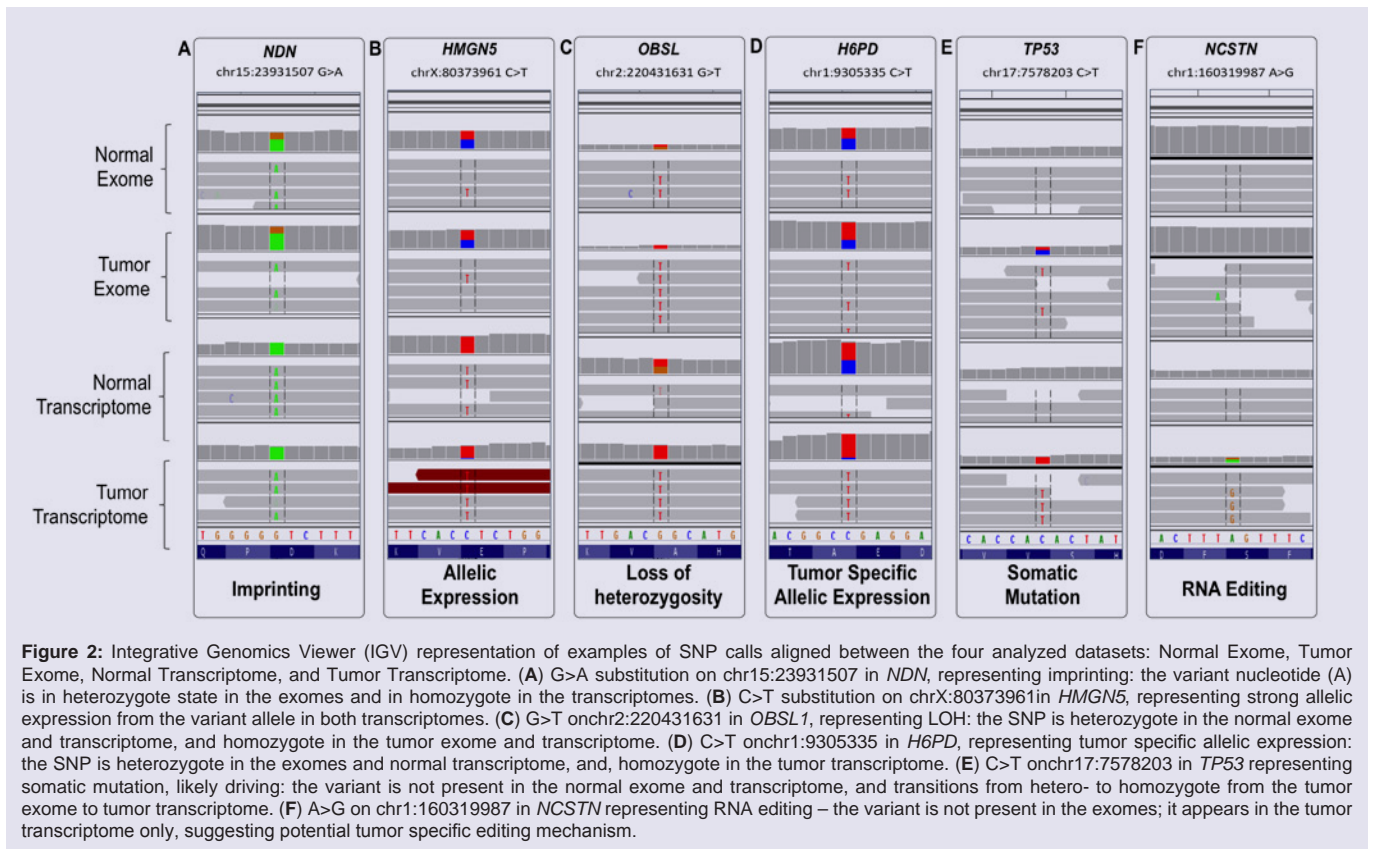 A NDN B HMGN5 C OBSL D H6PD E TP53 F NCSTN
chr15:23931507 G>A chrX:80373961 C>T chr2:220431631 G>T chr1:9305335 C>T chr17:7578203 C>T chr1:160319987 A>G
Normal
Exome
Tumor
Exome
Normal
Transcriptome
Tumor
Transcriptome
T G G G G G T C T T T T T C A C C T C T G G T T G A C G G C A T G A C G G C C G A G G A C A C C A C A C T A T A C T T T A G T T T C
Q P D K K V E P K V A H T A E D V V S H D F S F
Imprinting
Allelic
Expression
Loss of
heterozygosity
Tumor Specific
Allelic Expression
Somatic
Mutation
RNA Editing
Figure 2: Integrative Genomics Viewer (IGV) representation of examples of SNP calls aligned between the four analyzed datasets: Normal Exome, Tumor
Exome, Normal Transcriptome, and Tumor Transcriptome. (A) G>A substitution on chr15:23931507 in NDN, representing imprinting: the variant nucleotide (A)
is in heterozygote state in the exomes and in homozygote in the transcriptomes. (B) C>T substitution on chrX:80373961in HMGN5, representing strong allelic
expression from the variant allele in both transcriptomes. (C) G>T onchr2:220431631 in OBSL1, representing LOH: the SNP is heterozygote in the normal exome
and transcriptome, and homozygote in the tumor exome and transcriptome. (D) C>T onchr1:9305335 in H6PD, representing tumor specific allelic expression:
the SNP is heterozygote in the exomes and normal transcriptome, and, homozygote in the tumor transcriptome. (E) C>T onchr17:7578203 in TP53 representing
somatic mutation, likely driving: the variant is not present in the normal exome and transcriptome, and transitions from hetero- to homozygote from the tumor
exome to tumor transcriptome. (F) A>G on chr1:160319987 in NCSTN representing RNA editing – the variant is not present in the exomes; it appears in the tumor
transcriptome only, suggesting potential tumor specific editing mechanism.